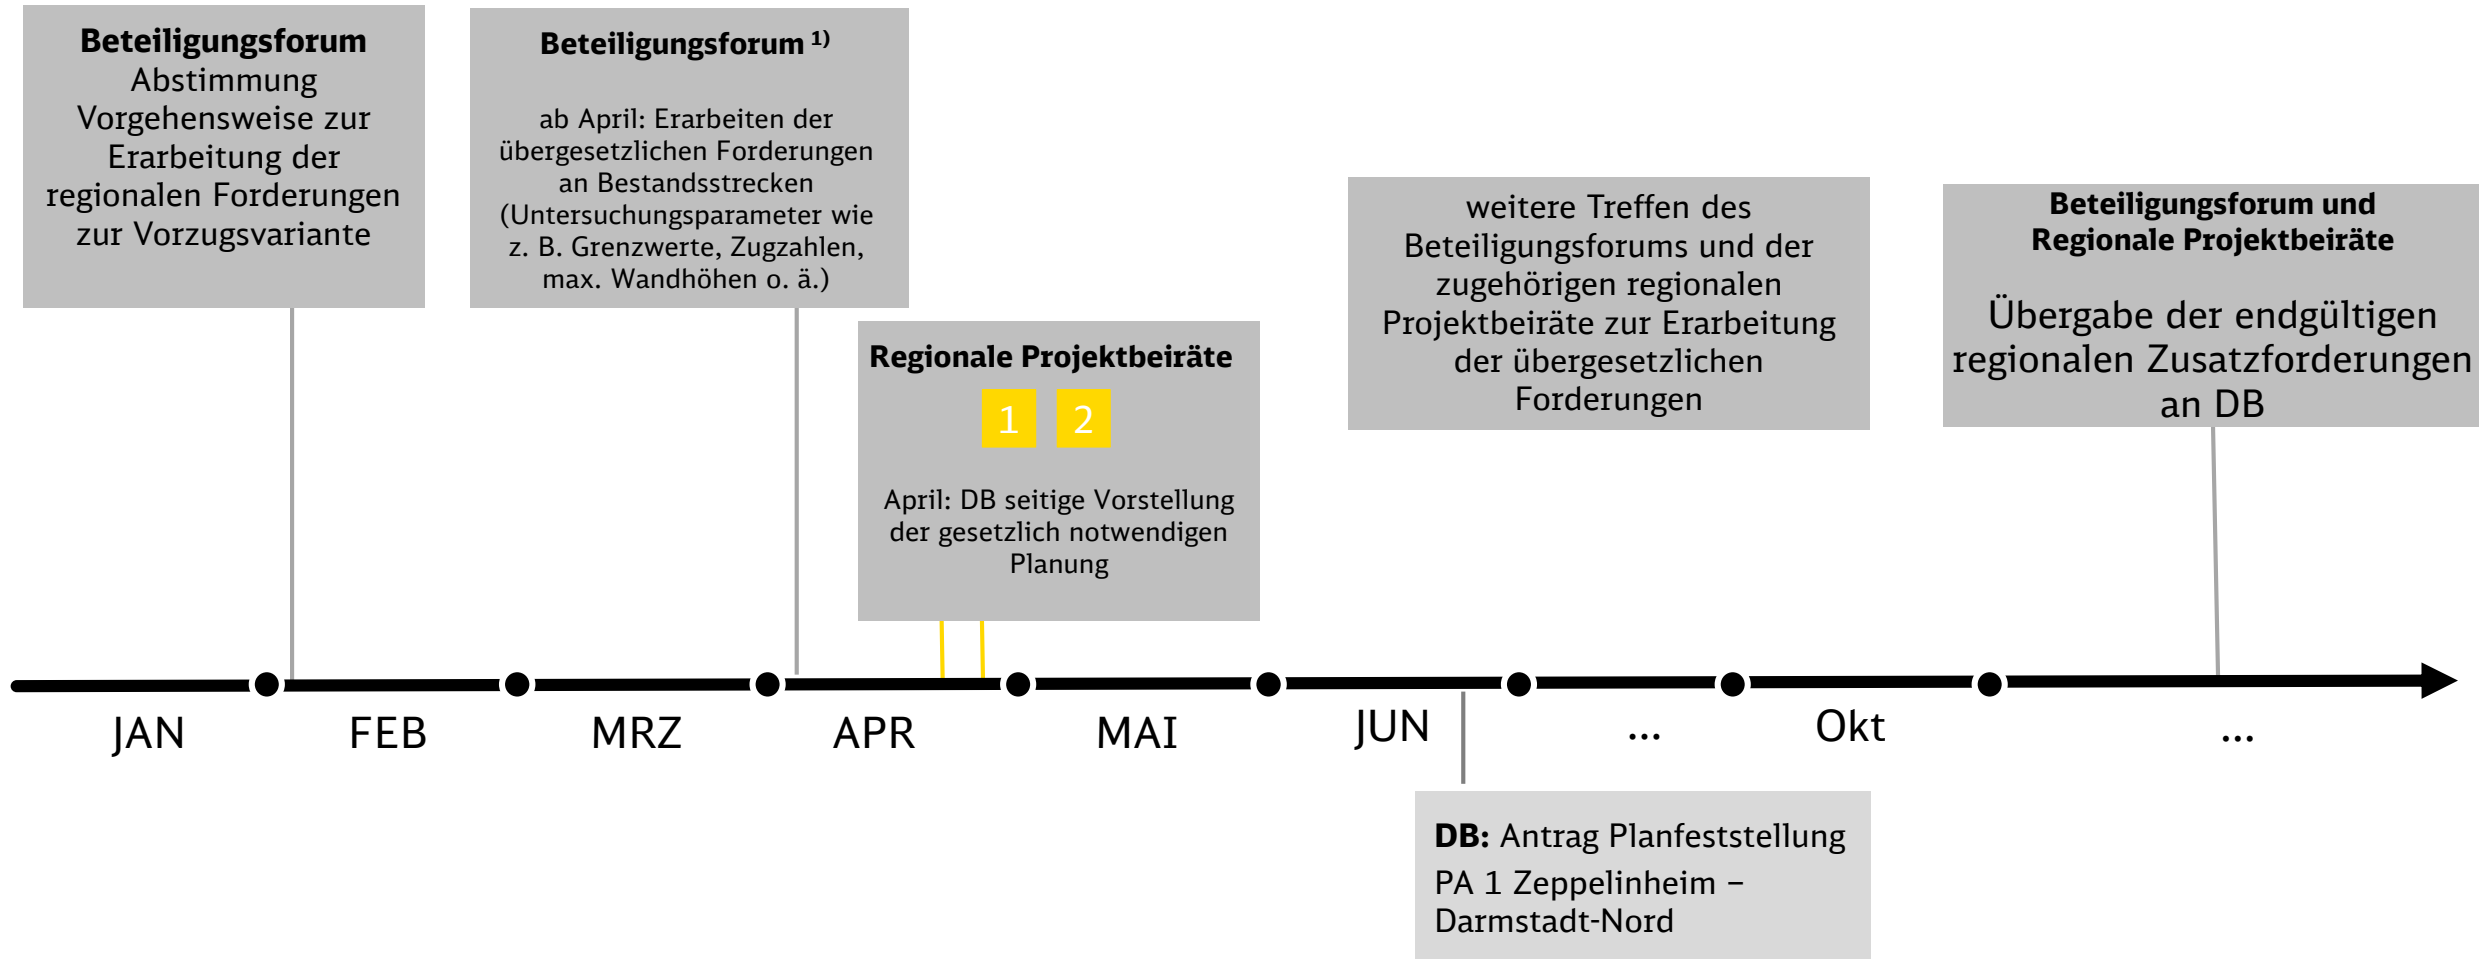 Beteiligungsforum
Abstimmung
Vorgehensweise zur
Erarbeitung der
regionalen Forderungen
zur Vorzugsvariante
Beteiligungsforum 1)
ab April: Erarbeiten der
übergesetzlichen Forderungen
an Bestandsstrecken
(Untersuchungsparameter wie
z. B. Grenzwerte, Zugzahlen,
max. Wandhöhen o. ä.)
Regionale Projektbeiräte
1 2
April: DB seitige Vorstellung
der gesetzlich notwendigen
Planung
weitere Treffen des
Beteiligungsforums und der
zugehörigen regionalen
Projektbeiräte zur Erarbeitung
der übergesetzlichen
Forderungen
Beteiligungsforum und
Regionale Projektbeiräte
Übergabe der endgültigen
regionalen Zusatzforderungen
an DB
JAN FEB MRZ APR MAI JUN ... Okt ...
DB: Antrag Planfeststellung
PA 1 Zeppelinheim –
Darmstadt-Nord